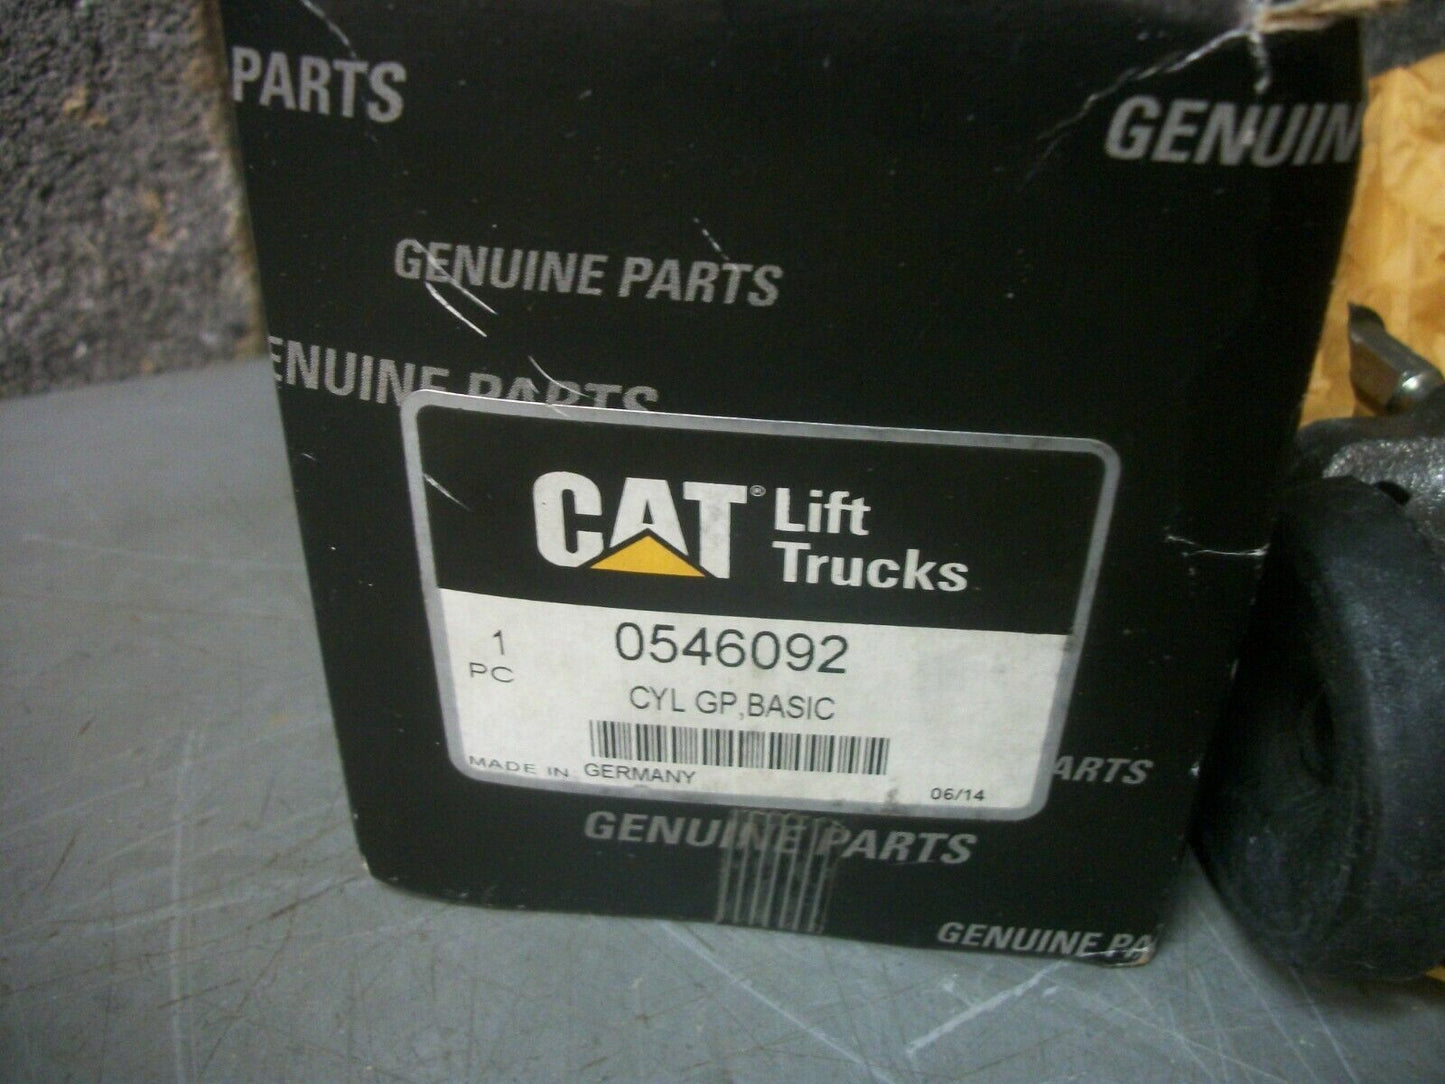 PARTS
GENUIN
GENUINE PARTS
ENUINE PARTS
CAT® Lift
Trucks
1 0546092
PC
CYL GP,BASIC
MADE IN GERMANY
06/14
ARTS
GENUINE PARTS
GENUINE PA